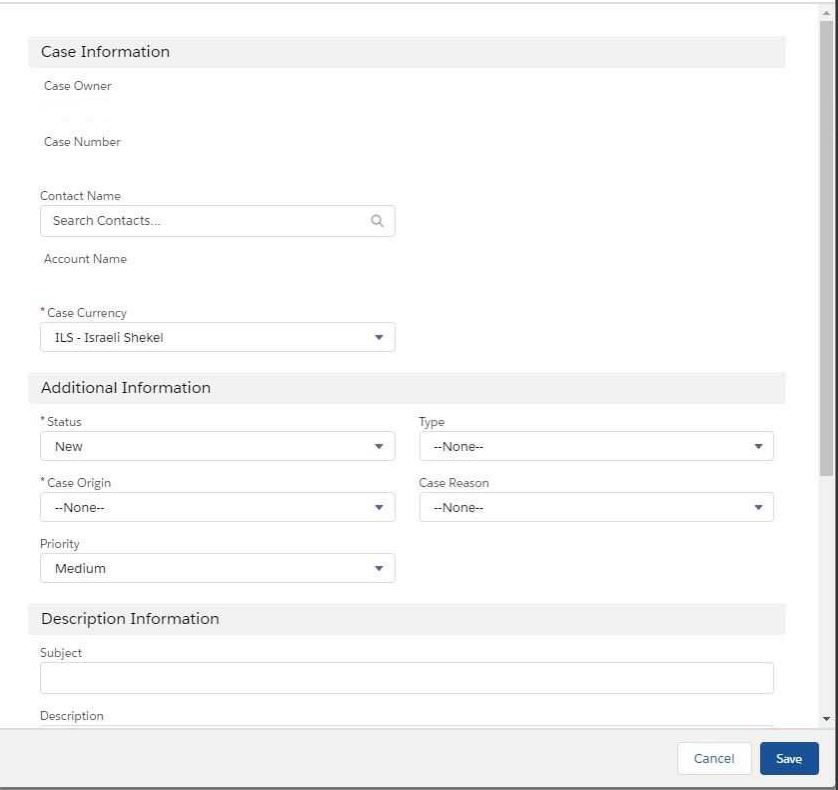 Case Information
Case Owner
Case Number
Contact Name
Search Contacts...
Account Name
* Case Currency
ILS - Israeli Shekel
Additional Information
* Status
Type
New
--None--
* Case Origin
Case Reason
--None--
--None--
Priority
Medium
Description Information
Subject
Description
Cancel
Save